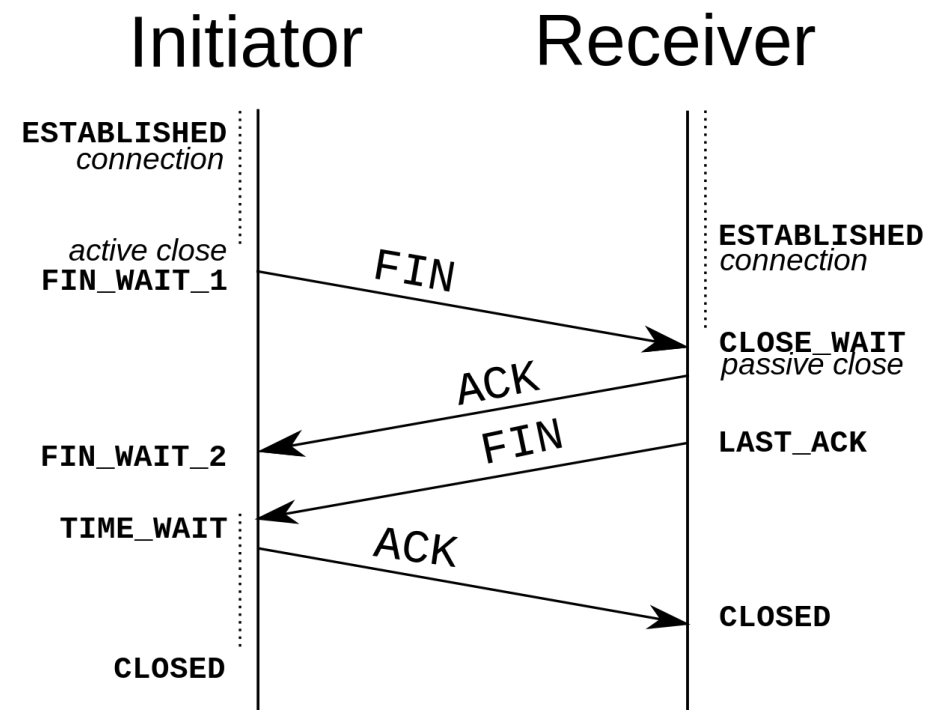 Initiator
Receiver
ESTABLISHED
connection
active close
FIN_WAIT_1
FIN
ESTABLISHED
connection
CLOSE_WAIT
passive close
ACK
FIN
LAST_ACK
FIN_WAIT_2
TIME_WAIT
ACK
CLOSED
CLOSED